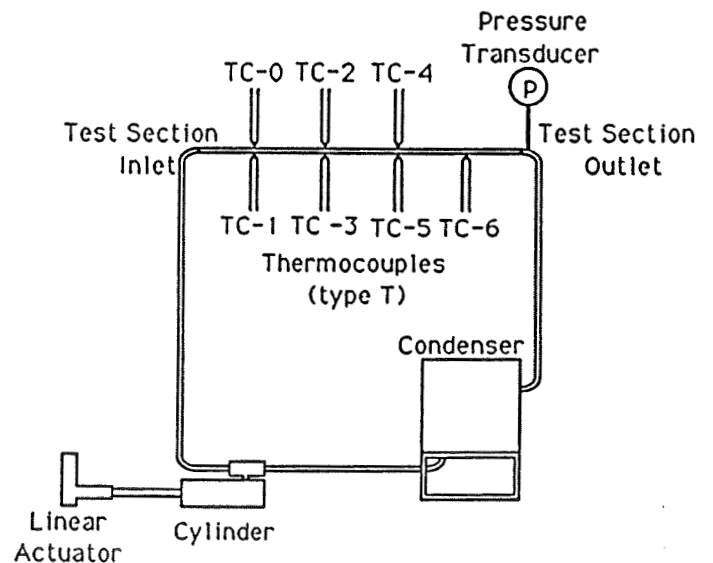 Pressure
Transducer
P
TC-0 TC-2 TC-4
Test Section
Inlet
Test Section
Outlet
TC-1 TC -3 TC-5 TC-6
Thermocouples
(type T)
Condenser
Linear
Actuator
Cylinder